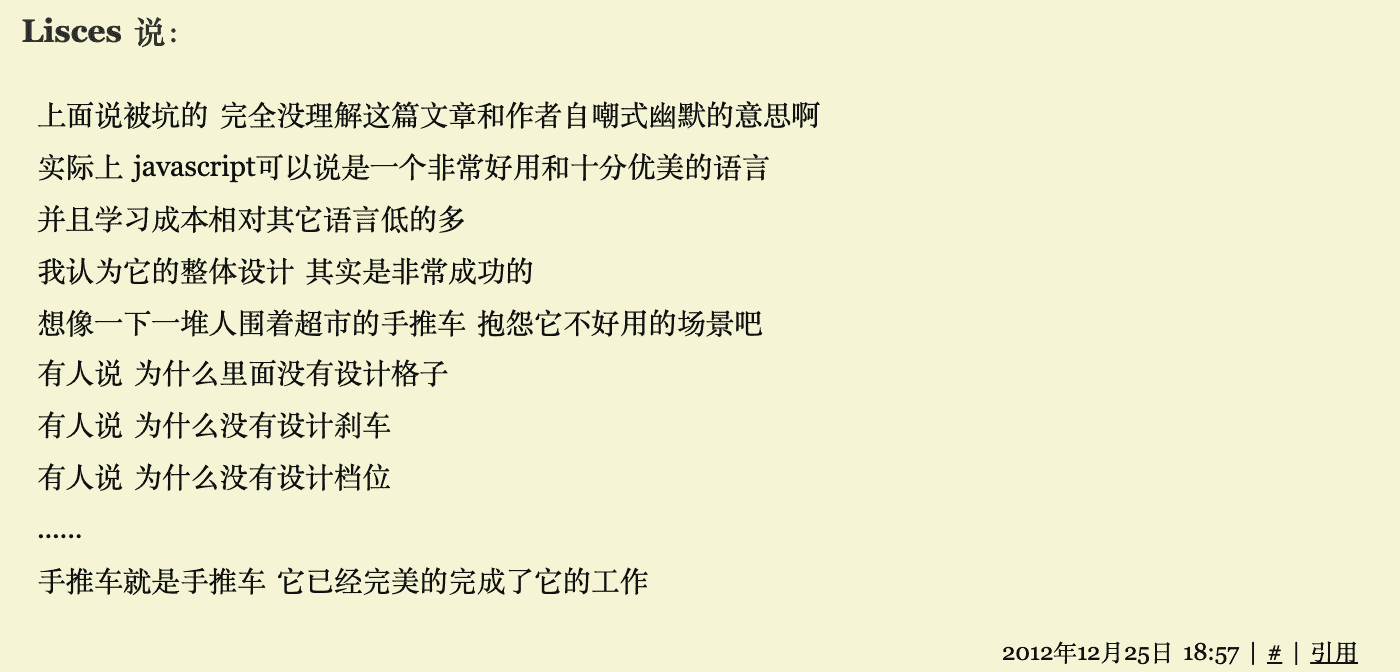 Lisces 说：
上面说被坑的 完全没理解这篇文章和作者自嘲式幽默的意思啊
实际上 javascript可以说是一个非常好用和十分优美的语言
并且学习成本相对其它语言低的多
我认为它的整体设计 其实是非常成功的
想像一下一堆人围着超市的手推车 抱怨它不好用的场景吧
有人说 为什么里面没有设计格子
有人说 为什么没有设计刹车
有人说 为什么没有设计档位
……
手推车就是手推车 它已经完美的完成了它的工作
2012年12月25日 18:57 | # | 引用